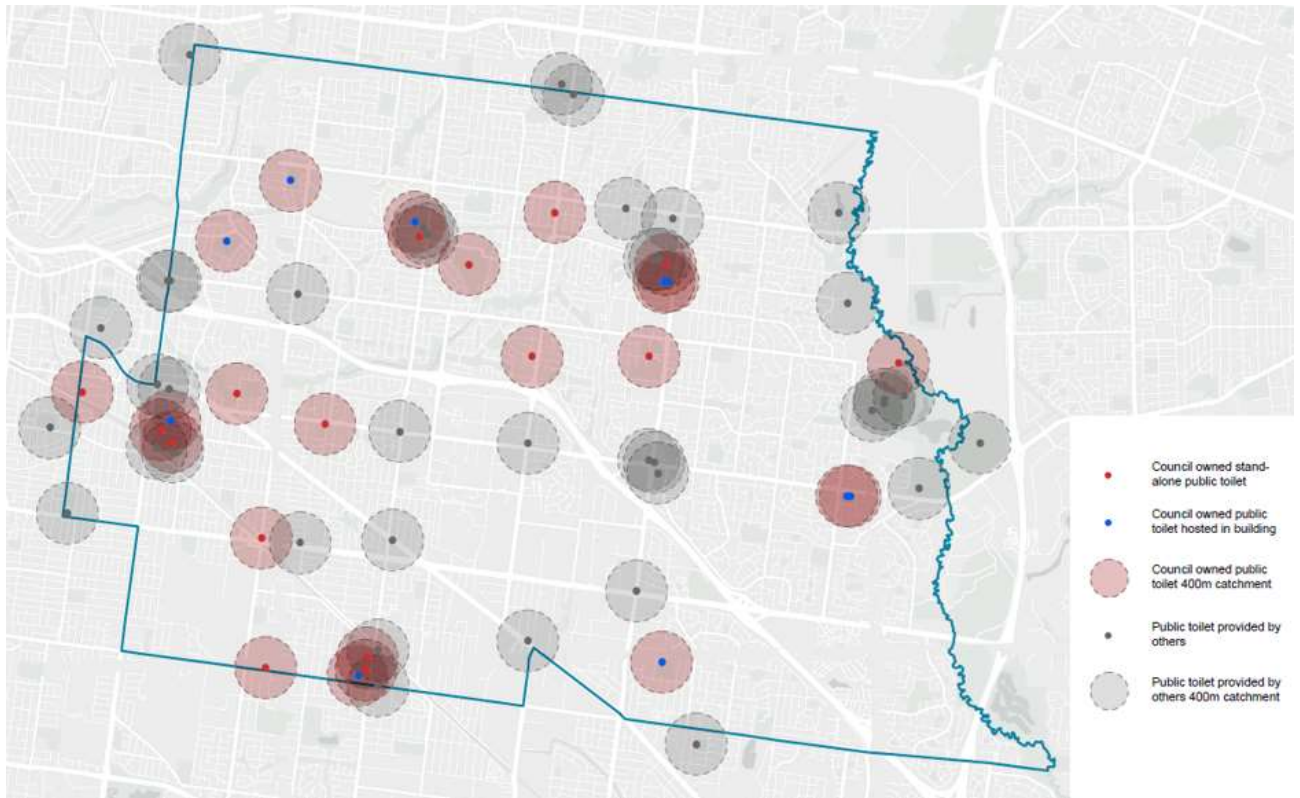 Council owned stand-
alone public toilet
Council owned public
toilet hosted in building
Council owned public
toilet 400m catchment
Public toilet provided by
others
Public toilet provided by
others 400m catchment